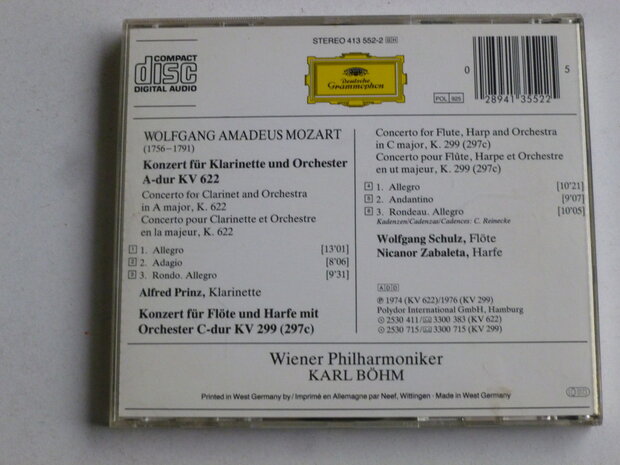 COMPACT
disc
DIGITAL AUDIO
STEREO 413 552-2 GH
Deutsche
Grammophon
POL 925
0 28941 35522 5
WOLFGANG AMADEUS MOZART
(1756–1791)
Konzert für Klarinette und Orchester
A-dur KV 622
Concerto for Clarinet and Orchestra
in A major, K. 622
Concerto pour Clarinette et Orchestre
en la majeur, K. 622
1 1. Allegro [13'01]
2 2. Adagio [8'06]
3 3. Rondo. Allegro [9'31]
Alfred Prinz, Klarinette
Konzert für Flöte und Harfe mit
Orchester C-dur KV 299 (297c)
Concerto for Flute, Harp and Orchestra
in C major, K. 299 (297c)
Concerto pour Flûte, Harpe et Orchestre
en ut majeur, K. 299 (297c)
4 1. Allegro [10'21]
5 2. Andantino [9'07]
6 3. Rondeau. Allegro [10'05]
Kadenzen/Cadenzas/Cadences: C. Reinecke
Wolfgang Schulz, Flöte
Nicanor Zabaleta, Harfe
ADD
℗ 1974 (KV 622)/1976 (KV 299)
Polydor International GmbH, Hamburg
2530 411/ 3300 383 (KV 622)
2530 715/ 3300 715 (KV 299)
Wiener Philharmoniker
KARL BÖHM
Printed in West Germany by / Imprimé en Allemagne par Neef, Wittingen · Made in West Germany